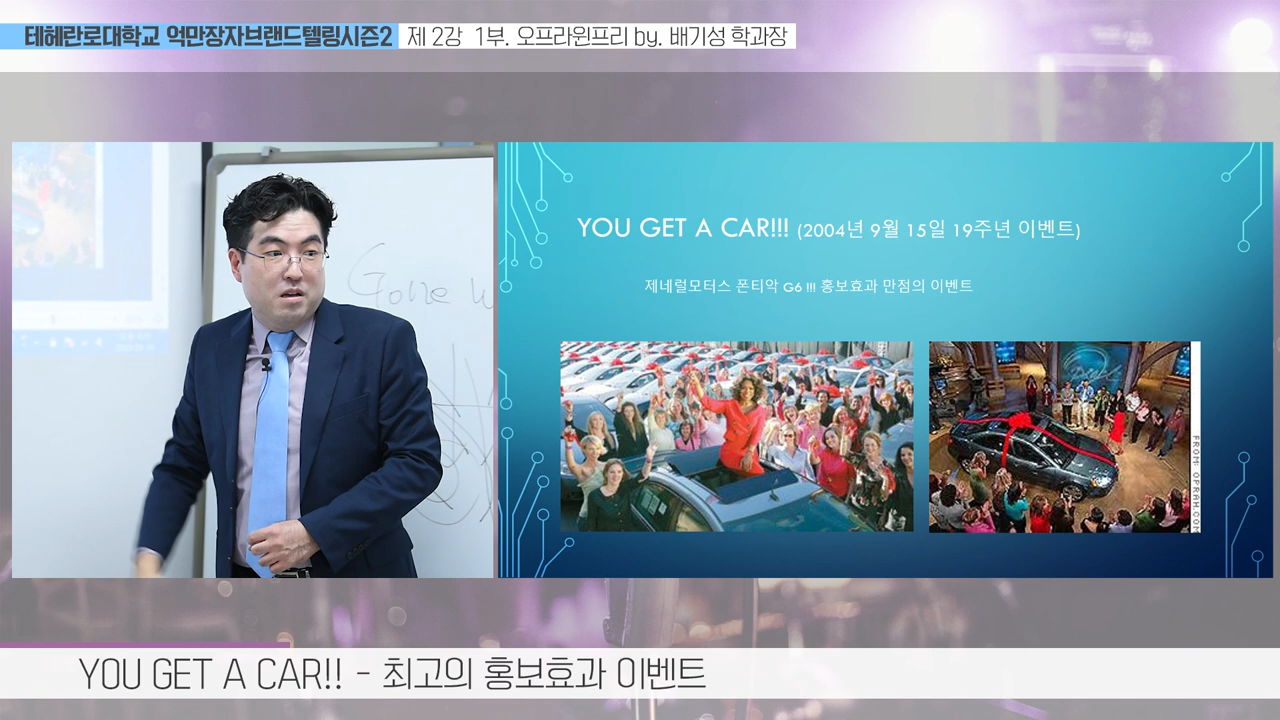 테헤란로대학교 억만장자브랜드텔링시즌2 제 2강 1부. 오프라윈프리 by. 배기성 학과장
Gone w
YOU GET A CAR!!! (2004년 9월 15일 19주년 이벤트)
제네럴모터스 폰티악 G6 !!! 홍보효과 만점의 이벤트
FROM: OPRAH.COM
YOU GET A CAR!! - 최고의 홍보효과 이벤트